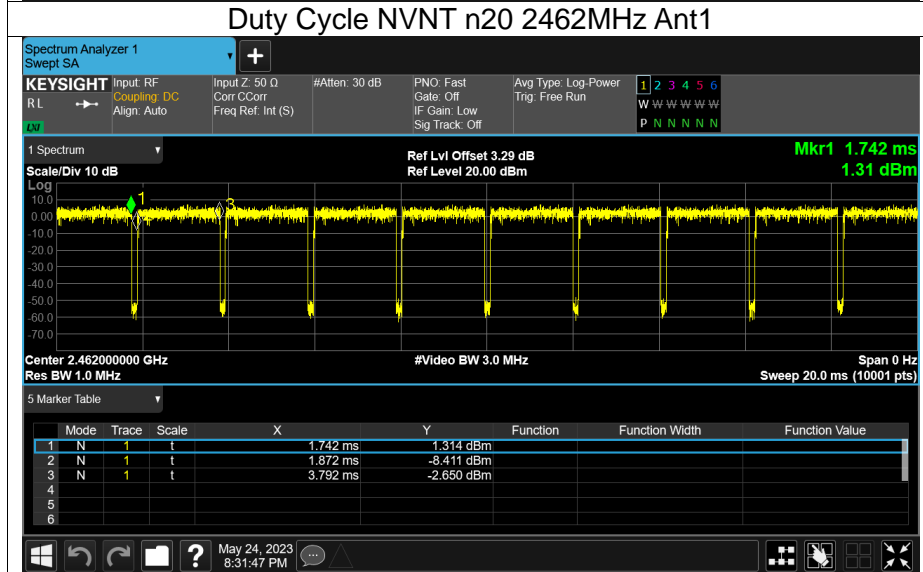 Duty Cycle NVNT n20 2462MHz Ant1
Spectrum Analyzer 1
Swept SA
+
KEYSIGHT Input: RF Input Z: 50 Ω #Atten: 30 dB PNO: Fast Avg Type: Log-Power 1 2 3 4 5 6
RL Coupling: DC Corr CCorr Gate: Off Trig: Free Run W W W W W W
Align: Auto Freq Ref: Int (S) IF Gain: Low
LXI Sig Track: Off P N N N N N
1 Spectrum Ref Lvl Offset 3.29 dB Mkr1 1.742 ms
Scale/Div 10 dB Ref Level 20.00 dBm 1.31 dBm
Log
10.0
0.00
-10.0
-20.0
-30.0
-40.0
-50.0
-60.0
-70.0
1
3
Center 2.462000000 GHz #Video BW 3.0 MHz Span 0 Hz
Res BW 1.0 MHz Sweep 20.0 ms (10001 pts)
5 Marker Table
Mode Trace Scale X Y Function Function Width Function Value
1 N 1 t 1.742 ms 1.314 dBm
2 N 1 t 1.872 ms -8.411 dBm
3 N 1 t 3.792 ms -2.650 dBm
4
5
6
? May 24, 2023
8:31:47 PM